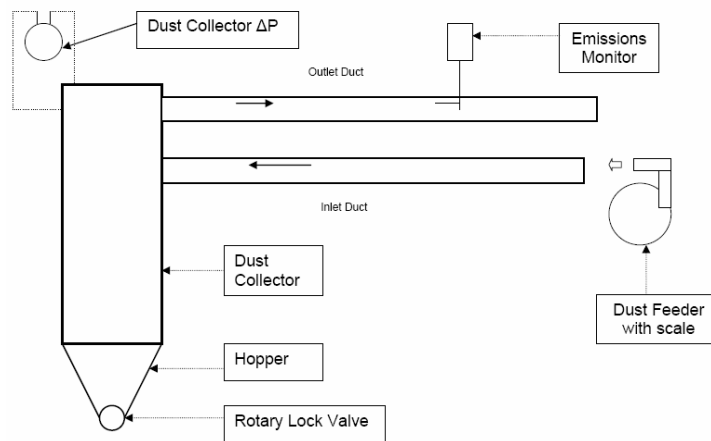 Dust Collector ΔP
Emissions
Monitor
Outlet Duct
Inlet Duct
Dust
Collector
Dust Feeder
with scale
Hopper
Rotary Lock Valve